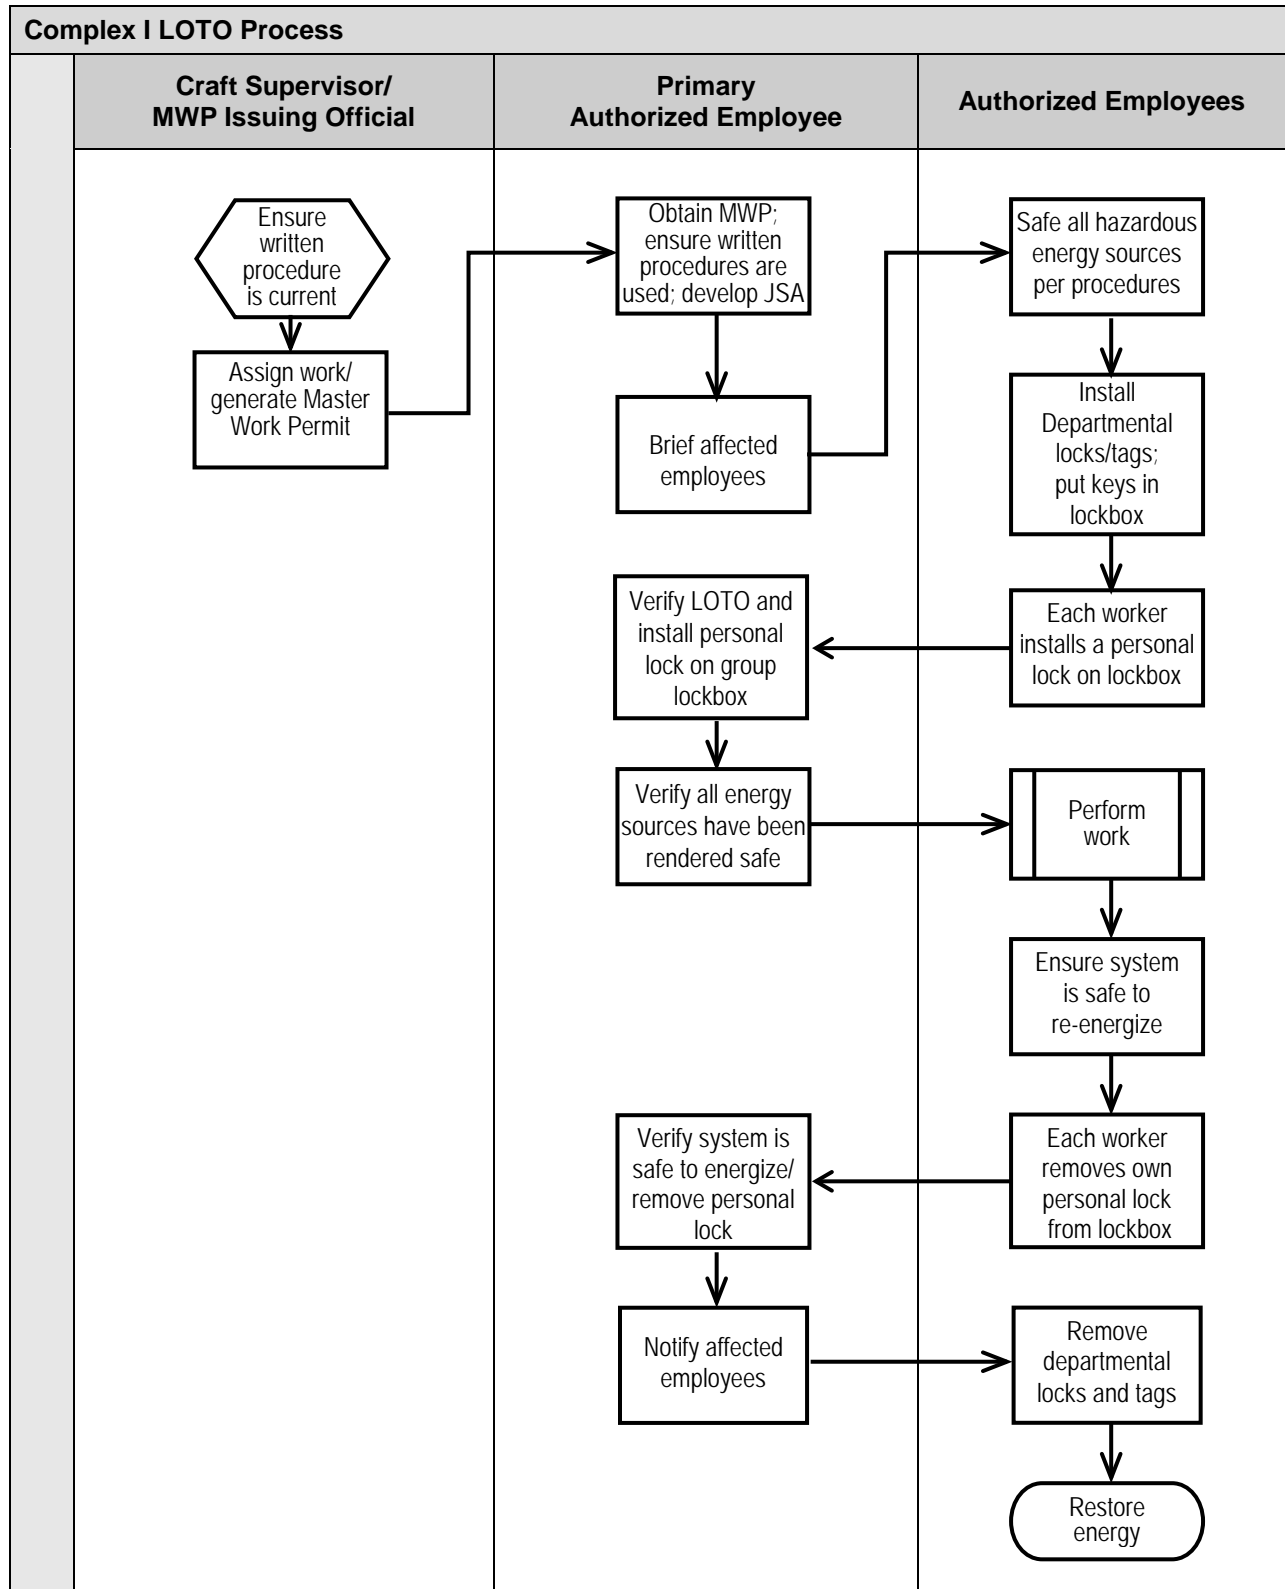 Complex I LOTO Process
Craft Supervisor/
MWP Issuing Official
Primary
Authorized Employee
Authorized Employees
Ensure
written
procedure
is current
Assign work/
generate Master
Work Permit
Obtain MWP;
ensure written
procedures are
used; develop JSA
Brief affected
employees
Safe all hazardous
energy sources
per procedures
Install
Departmental
locks/tags;
put keys in
lockbox
Each worker
installs a personal
lock on lockbox
Verify LOTO and
install personal
lock on group
lockbox
Verify all energy
sources have been
rendered safe
Perform
work
Ensure system
is safe to
re-energize
Each worker
removes own
personal lock
from lockbox
Verify system is
safe to energize/
remove personal
lock
Notify affected
employees
Remove
departmental
locks and tags
Restore
energy